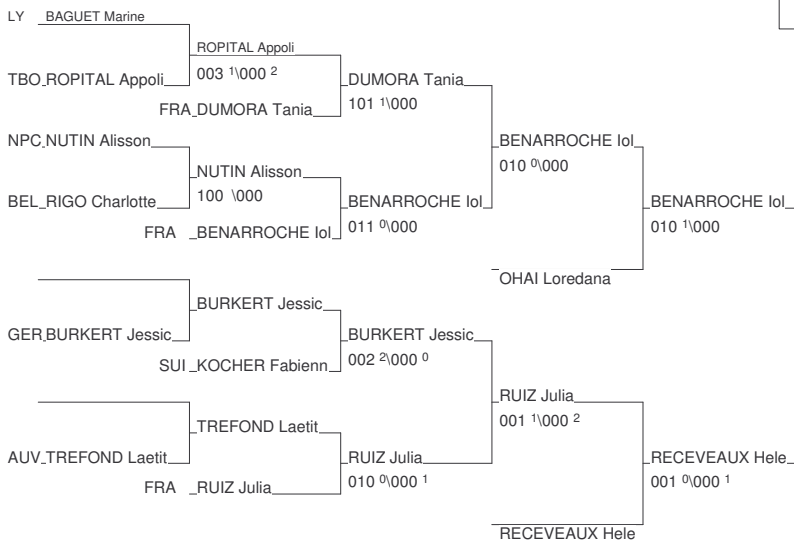 LY BAGUET Marine
ROPITAL Appoli
003 1\000 2
TBO ROPITAL Appoli
DUMORA Tania
101 1\000
FRA DUMORA Tania
NPC NUTIN Alisson
BENARROCHE Iol
010 0\000
NUTIN Alisson
100 \000
BEL RIGO Charlotte
BENARROCHE Iol
011 0\000
BENARROCHE Iol
010 1\000
FRA BENARROCHE Iol
OHAI Loredana
BURKERT Jessic
GER BURKERT Jessic
BURKERT Jessic
002 2\000 0
SUI KOCHER Fabienn
RUIZ Julia
001 1\000 2
TREFOND Laetit
AUV TREFOND Laetit
RUIZ Julia
010 0\000 1
RECEVEAUX Hele
001 0\000 1
FRA RUIZ Julia
RECEVEAUX Hele